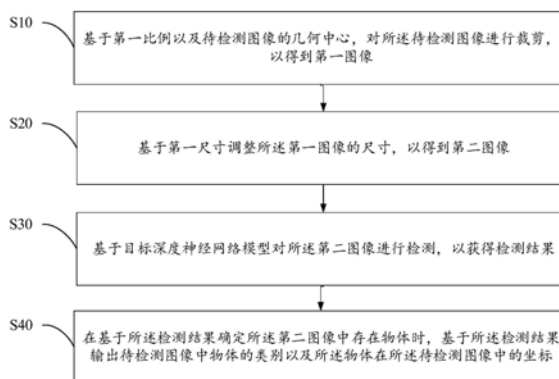 S10
基于第一比例以及待检测图像的几何中心，对所述待检测图像进行裁剪，
以得到第一图像
S20
基于第一尺寸调整所述第一图像的尺寸，以得到第二图像
S30
基于目标深度神经网络模型对所述第二图像进行检测，以获得检测结果
S40
在基于所述检测结果确定所述第二图像中存在物体时，基于所述检测结果
输出待检测图像中物体的类别以及所述物体在所述待检测图像中的坐标